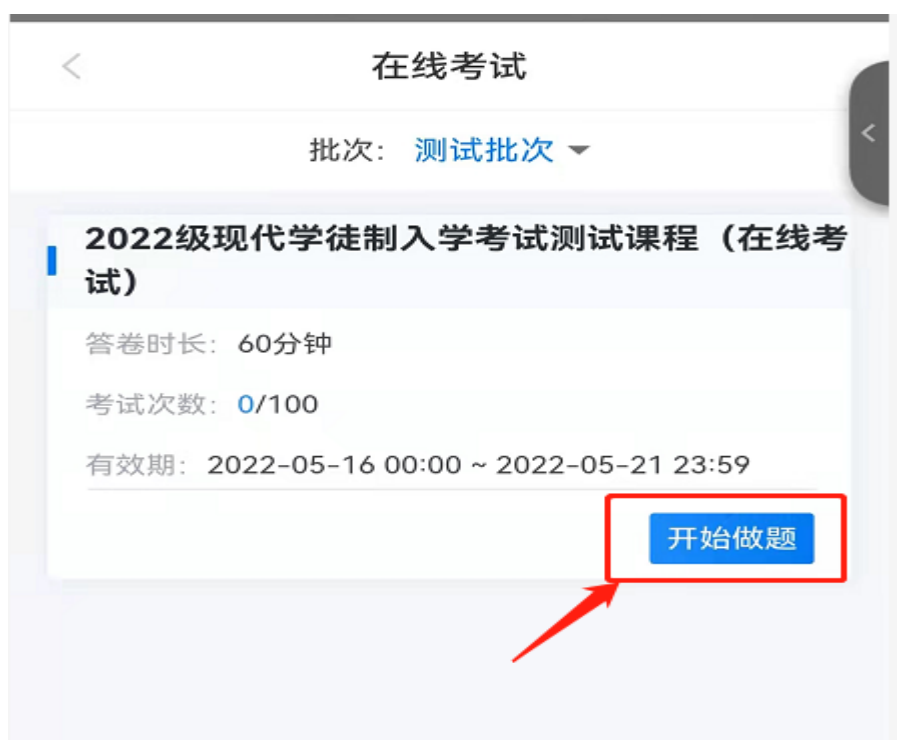 在线考试
批次： 测试批次
2022级现代学徒制入学考试测试课程（在线考
试）
答卷时长： 60分钟
考试次数： 0/100
有效期： 2022-05-16 00:00 ~ 2022-05-21 23:59
开始做题